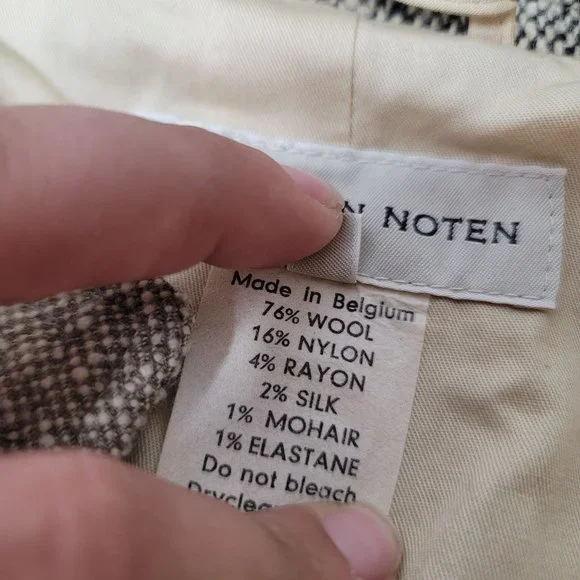 N NOTEN
Made in Belgium
76% WOOL
16% NYLON
4% RAYON
2% SILK
1% MOHAIR
1% ELASTANE
Do not bleach